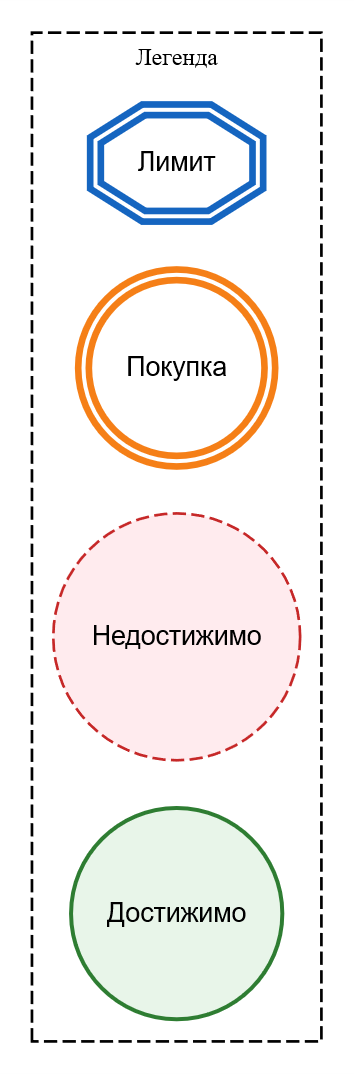 Легенда
Лимит
Покупка
Недостижимо
Достижимо